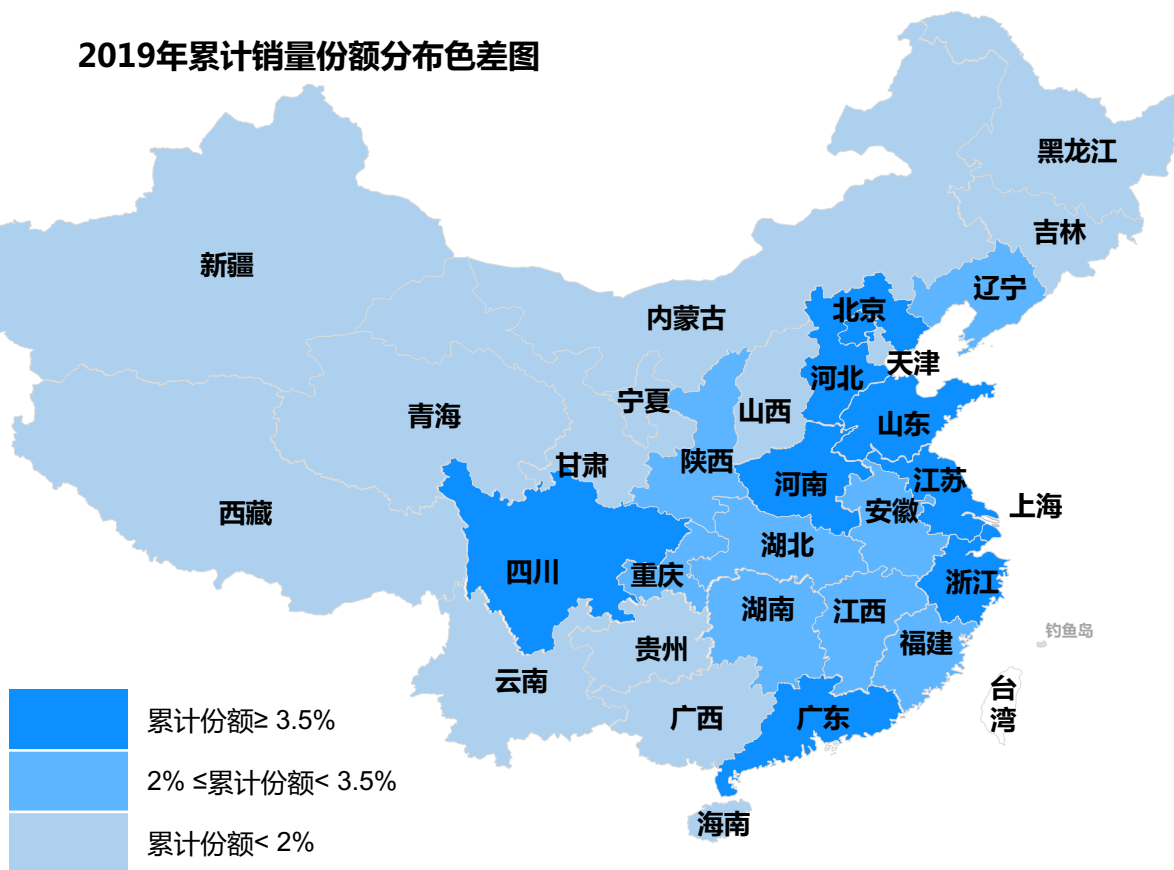 2019年累计销量份额分布色差图
黑龙江
吉林
新疆
辽宁
北京
内蒙古
天津
河北
宁夏
山西
青海
山东
甘肃
陕西
河南
江苏
西藏
安徽
上海
湖北
四川
重庆
浙江
湖南
江西
钓鱼岛
福建
贵州
云南
台
湾
广西
广东
累计份额≥ 3.5%
2% ≤累计份额< 3.5%
海南
累计份额< 2%